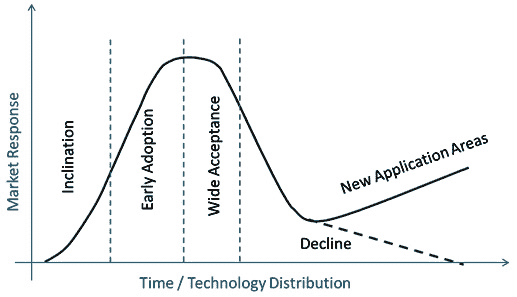 Market Response
Inclination
Early Adoption
Wide Acceptance
New Application Areas
Decline
Time / Technology Distribution